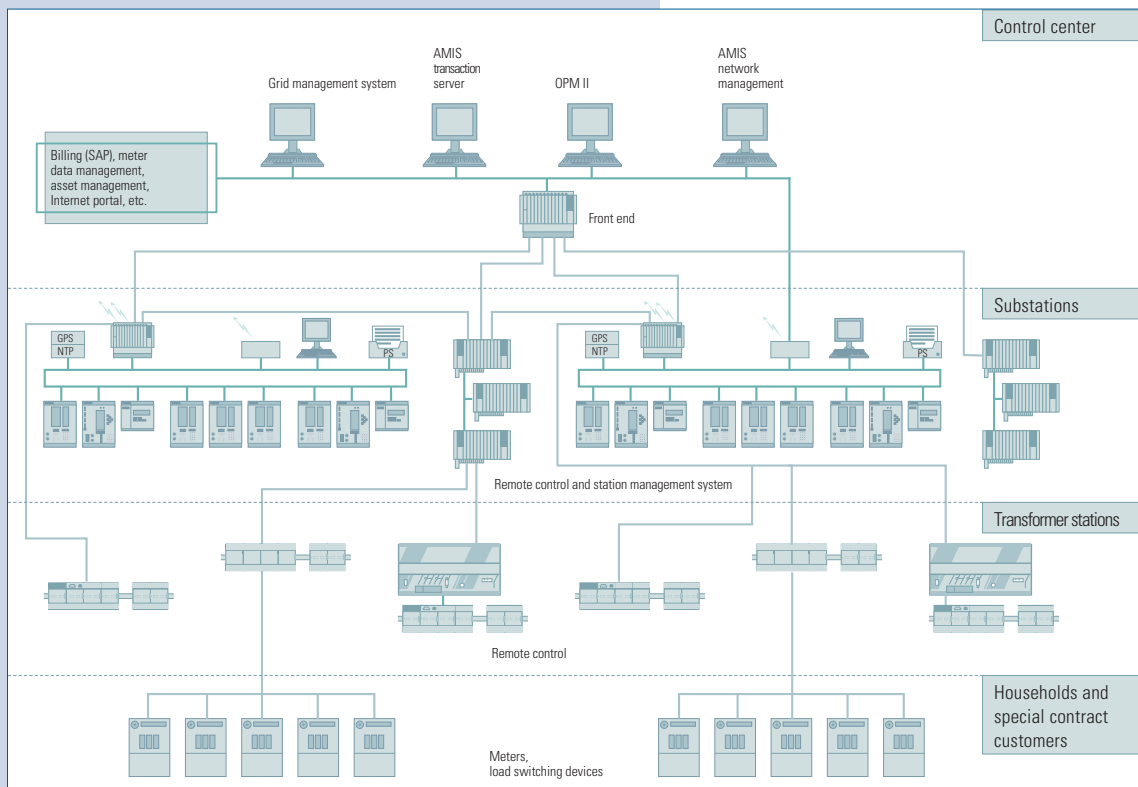 Control center
AMIS
transaction
server
AMIS
network
management
Grid management system
OPM II
Billing (SAP), meter
data management,
asset management,
Internet portal, etc.
Front end
Substations
GPS
NTP
PS
GPS
NTP
PS
Remote control and station management system
Transformer stations
Remote control
Households and
special contract
customers
Meters,
load switching devices